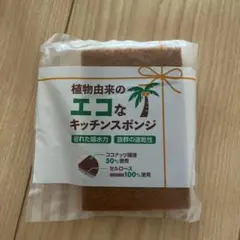 植物由来の
エコな
キッチンスポンジ
優れた吸水力 抜群の速乾性
ココナッツ繊維
50%使用
セルロース
100%使用